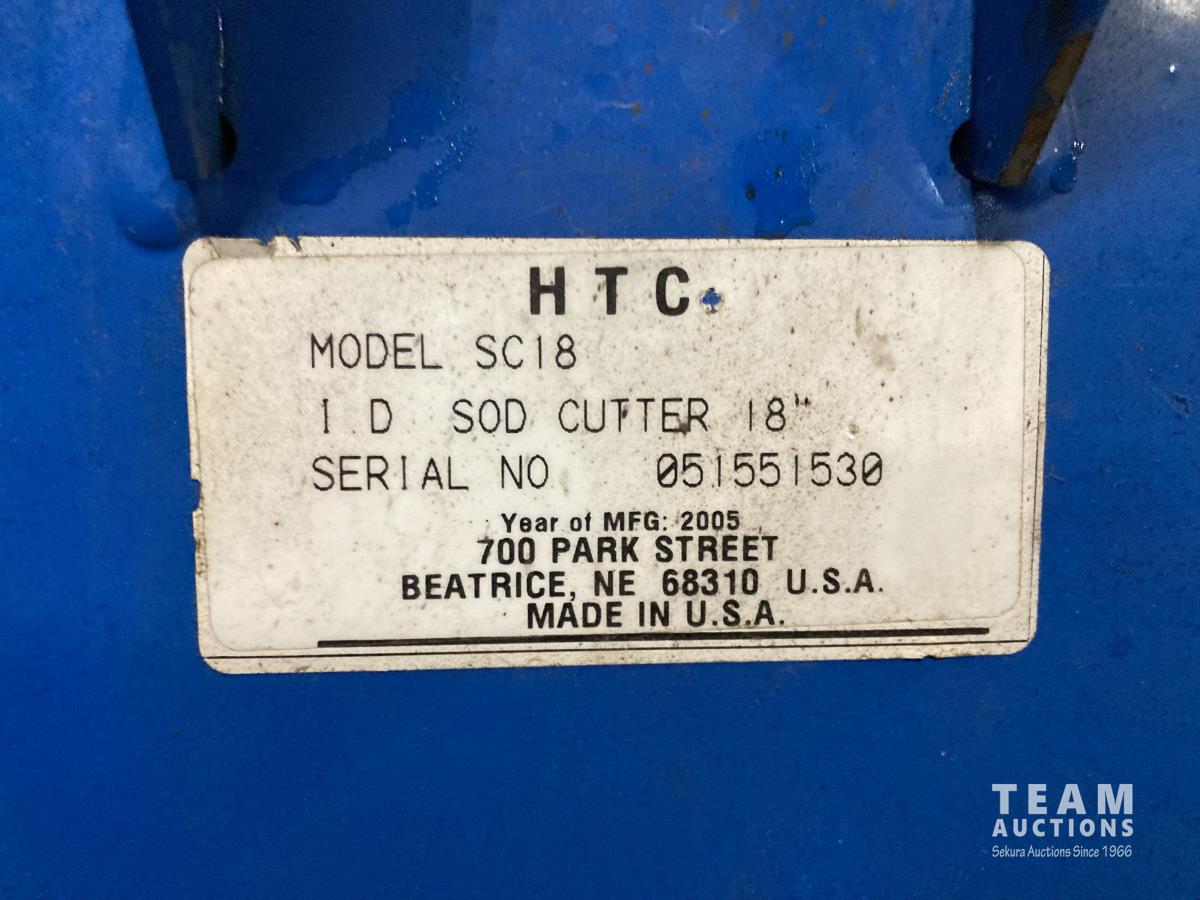 HTC
MODEL SC18
I.D SOD CUTTER 18"
SERIAL NO 051551530
Year of MFG: 2005
700 PARK STREET
BEATRICE, NE 68310 U.S.A.
MADE IN U.S.A.
TEAM
AUCTIONS
Sekura Auctions Since 1966